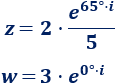 z = 2 · e^{65° · i} / 5
w = 3 · e^{0° · i}